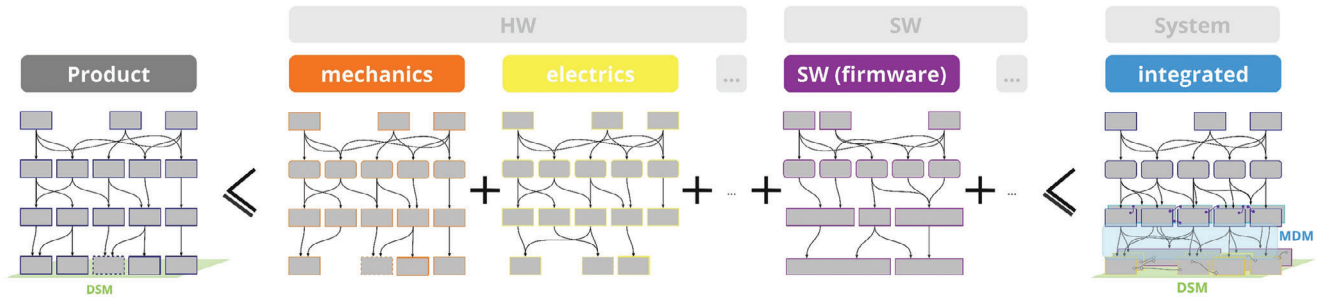 HW
SW
System
Product
mechanics
electrics
...
SW (firmware)
...
integrated
< + + ... + + ... <
MDM
DSM
DSM